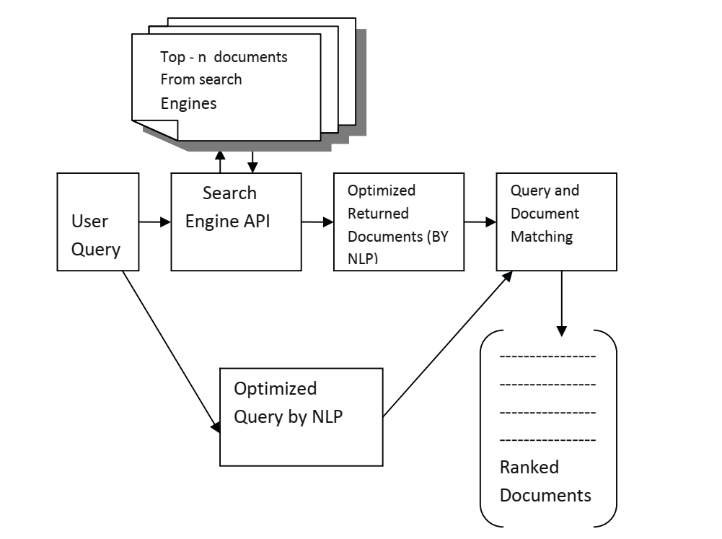 Top - n documents
From search
Engines
User
Query
Search
Engine API
Optimized
Returned
Documents (BY
NLP)
Query and
Document
Matching
Optimized
Query by NLP
--------------------
--------------------
--------------------
--------------------
Ranked
Documents